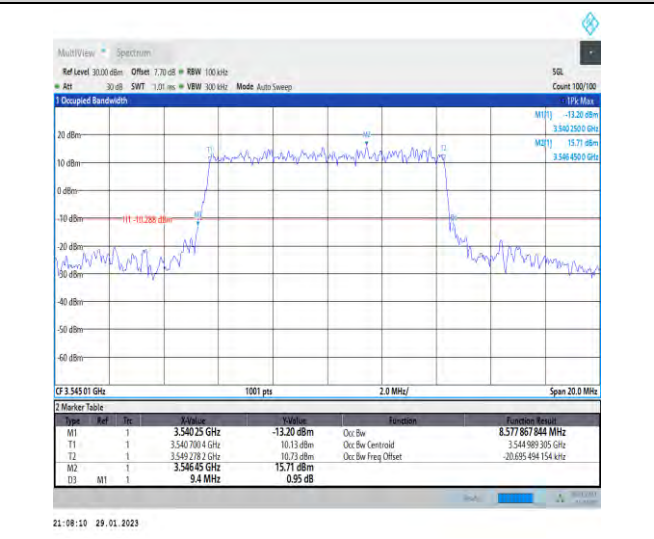 MultiView Spectrum
Ref Level 30.00 dBm Offset 7.70 dB RBW 100 kHz SGL
Att 30 dB SWT 1.01 ms VBW 300 kHz Mode Auto Sweep Count 100/100
1 Occupied Bandwidth 1Pk Max
M1[1] -13.20 dBm
3.540 2500 GHz
20 dBm M2 M2[1] 15.71 dBm
T1 T2 3.546 4500 GHz
10 dBm
0 dBm
-10 dBm H1 -10.288 dBm
-20 dBm
-30 dBm
-40 dBm
-50 dBm
-60 dBm
CF 3.545 01 GHz 1001 pts 2.0 MHz/ Span 20.0 MHz
2 Marker Table
Type Ref Trc X-Value Y-Value Function Function Result
M1 1 3.540 25 GHz -13.20 dBm Occ Bw 8.577 867 844 MHz
T1 1 3.540 700 4 GHz 10.13 dBm Occ Bw Centroid 3.544 989 305 GHz
T2 1 3.549 278 2 GHz 10.73 dBm Occ Bw Freq Offset -20.695 494 154 kHz
M2 1 3.546 45 GHz 15.71 dBm
D3 M1 1 9.4 MHz 0.95 dB
21:08:10 29.01.2023